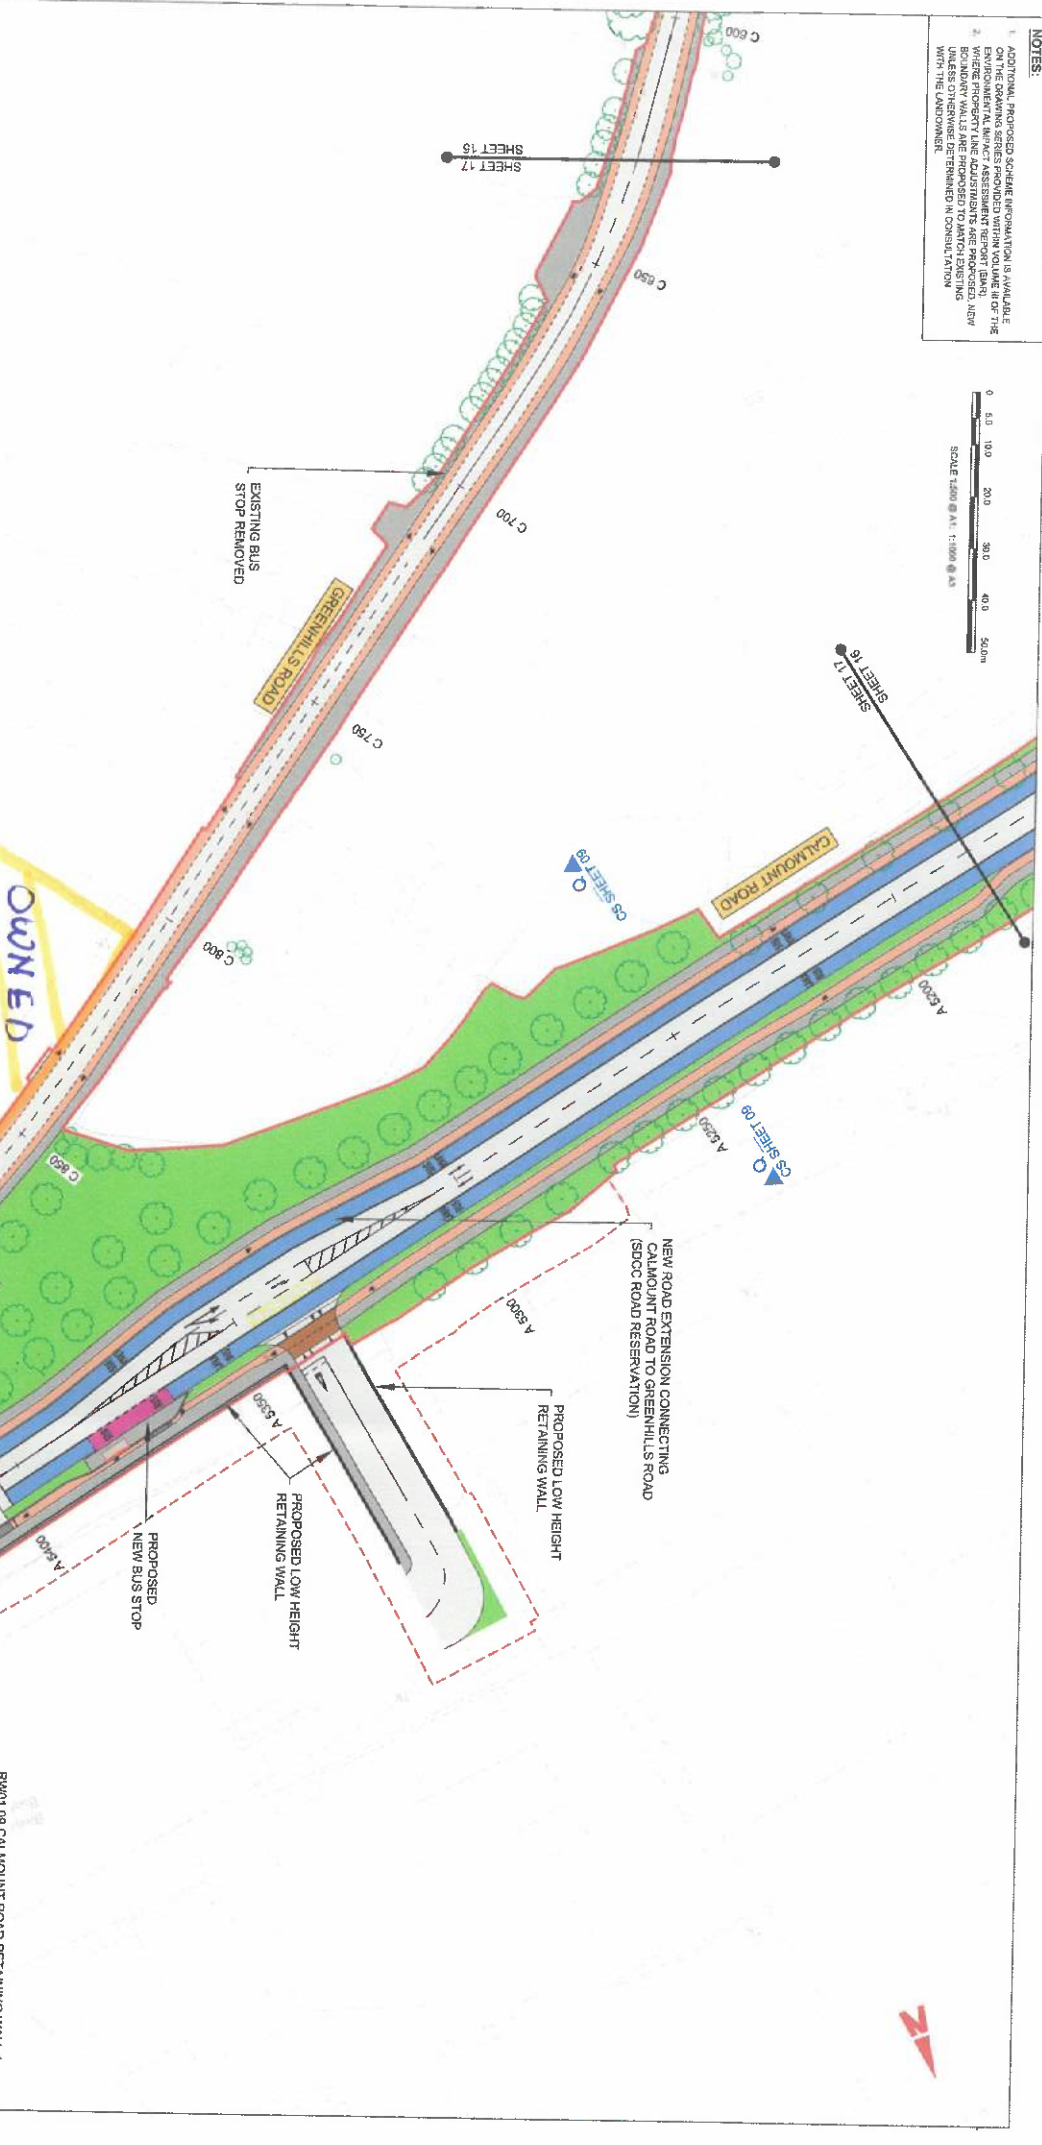 NOTES:
1. ADDITIONAL PROPOSED SCHEME INFORMATION IS AVAILABLE
ON THE DRAWING SERIES PROVIDED WITHIN VOLUME III OF THE
ENVIRONMENTAL IMPACT ASSESSMENT REPORT (EIAR).
2. WHERE PROPERTY LINE ADJUSTMENTS ARE PROPOSED, NEW
BOUNDARY WALLS ARE PROPOSED TO MATCH EXISTING
UNLESS OTHERWISE DETERMINED IN CONSULTATION
WITH THE LANDOWNER.
0 5.0 10.0 20.0 30.0 40.0 50.0m
SCALE 1:500 @ A1; 1:1000 @ A3
C 600
SHEET 15
SHEET 17
C 650
EXISTING BUS
STOP REMOVED
C 700
GREENHILLS ROAD
C 750
SHEET 16
SHEET 17
CALMOUNT ROAD
CS SHEET 09
Q
C 800
OWNED
A 5200
A 5250
CS SHEET 09
Q
C 850
NEW ROAD EXTENSION CONNECTING
CALMOUNT ROAD TO GREENHILLS ROAD
(SDCC ROAD RESERVATION)
A 5300
PROPOSED LOW HEIGHT
RETAINING WALL
A 5350
PROPOSED LOW HEIGHT
RETAINING WALL
PROPOSED
NEW BUS STOP
A 5400
N